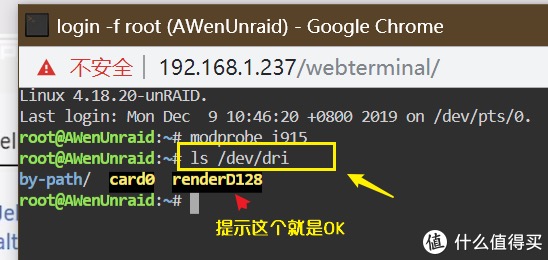 login -f root (AWenUnraid) - Google Chrome
不安全 | 192.168.1.237/webterminal/
Linux 4.18.20-unRAID.
Last login: Mon Dec  9 10:46:20 +0800 2019 on /dev/pts/0.
root@AWenUnraid:~# modprobe i915
root@AWenUnraid:~# ls /dev/dri
by-path/  card0  renderD128
root@AWenUnraid:~#
提示这个就是OK
值 什么值得买